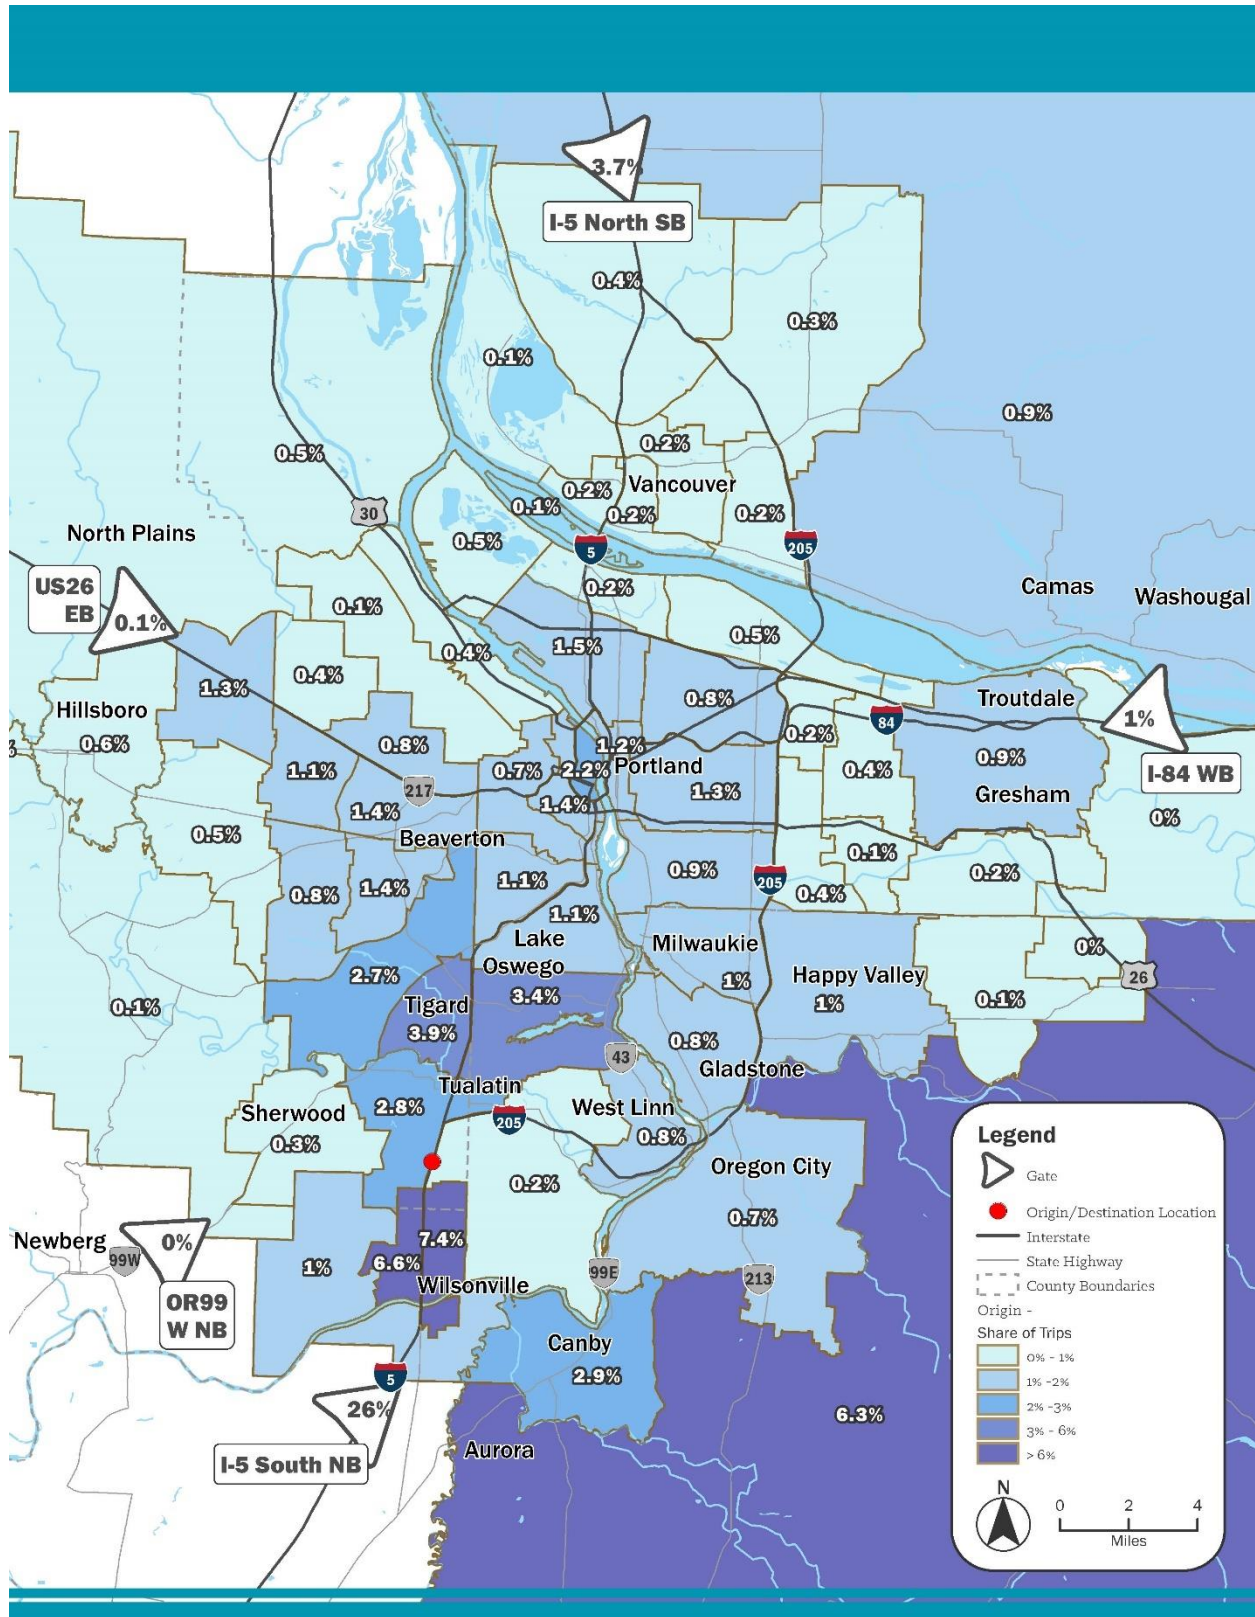 3.7%
I-5 North SB
0.4%
0.3%
0.1%
0.9%
0.2%
0.5%
Vancouver
0.2%
0.1%
0.2%
0.2%
30
North Plains
0.5%
5
205
US26
EB
0.1%
0.1%
0.2%
Camas
Washougal
1.5%
0.5%
0.4%
0.4%
1.3%
0.8%
Troutdale
Hillsboro
0.6%
%
0.8%
1.2%
0.2%
84
1%
1.1%
0.7%
2.2%
Portland
0.4%
0.9%
I-84 WB
217
1.4%
1.4%
1.3%
Gresham
0%
0.5%
Beaverton
0.1%
0.8%
1.4%
1.1%
0.9%
205
0.4%
0.2%
1.1%
Lake
Oswego
Milwaukie
0%
2.7%
3.4%
1%
Happy Valley
1%
26
0.1%
0.1%
Tigard
3.9%
43
0.8%
Gladstone
Tualatin
Sherwood
2.8%
205
West Linn
0.3%
0.8%
Oregon City
0.2%
0.7%
Newberg
99W
0%
7.4%
6.6%
1%
Wilsonville
99E
213
OR99
W NB
Canby
2.9%
5
26%
I-5 South NB
Aurora
6.3%
Legend
Gate
Origin/Destination Location
Interstate
State Highway
County Boundaries
Origin -
Share of Trips
0% - 1%
1% -2%
2% -3%
3% - 6%
> 6%
N
0 2 4
Miles